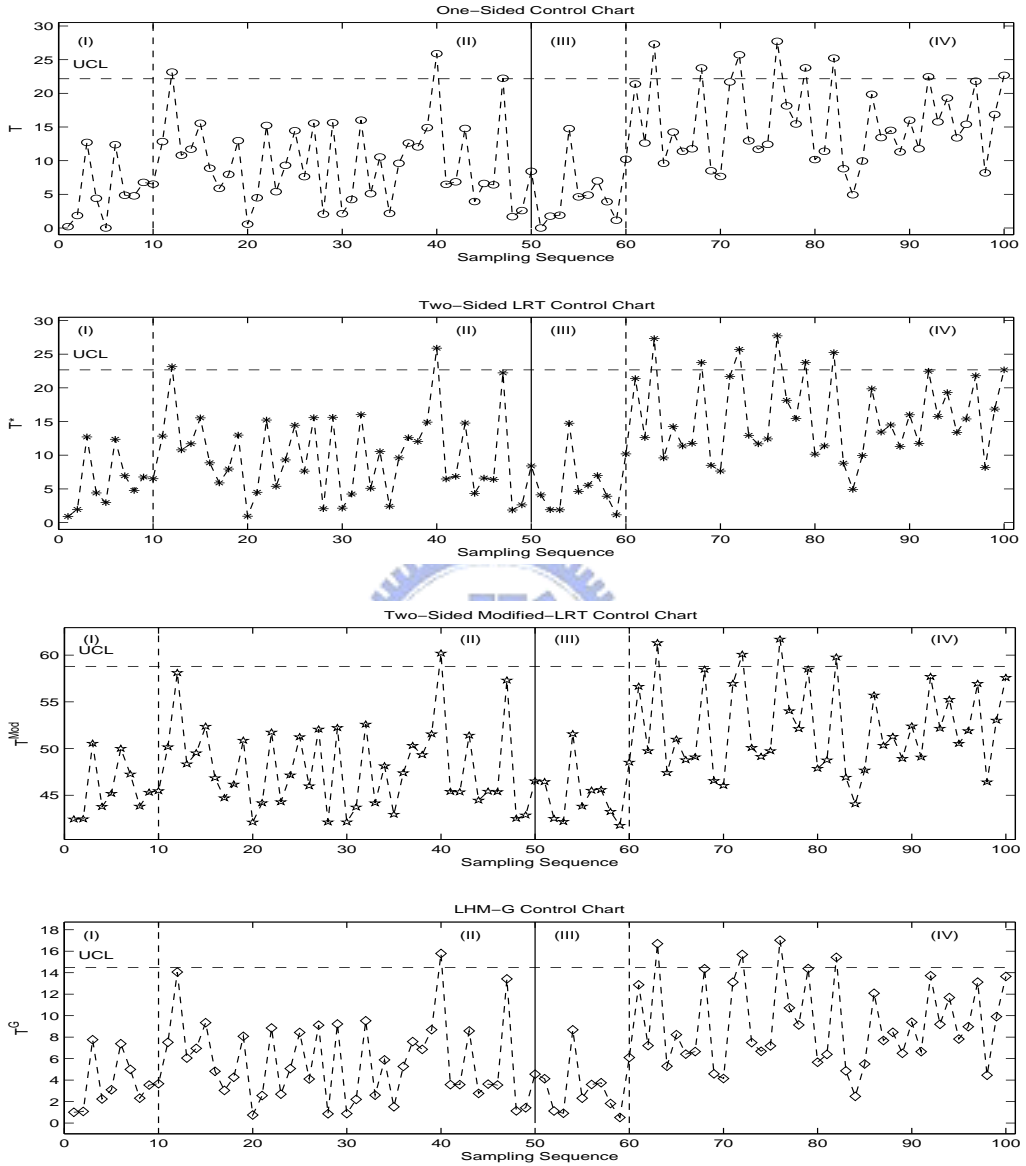 One−Sided Control Chart
30
25
20
15
10
5
0
T
UCL
(I)
(II)
(III)
(IV)
0 10 20 30 40 50 60 70 80 90 100
Sampling Sequence
Two−Sided LRT Control Chart
30
25
20
15
10
5
0
T*
UCL
(I)
(II)
(III)
(IV)
0 10 20 30 40 50 60 70 80 90 100
Sampling Sequence
Two−Sided Modified−LRT Control Chart
60
55
50
45
T^Mod
UCL
(I)
(II)
(III)
(IV)
0 10 20 30 40 50 60 70 80 90 100
Sampling Sequence
LHM−G Control Chart
18
16
14
12
10
8
6
4
2
0
T^G
UCL
(I)
(II)
(III)
(IV)
0 10 20 30 40 50 60 70 80 90 100
Sampling Sequence